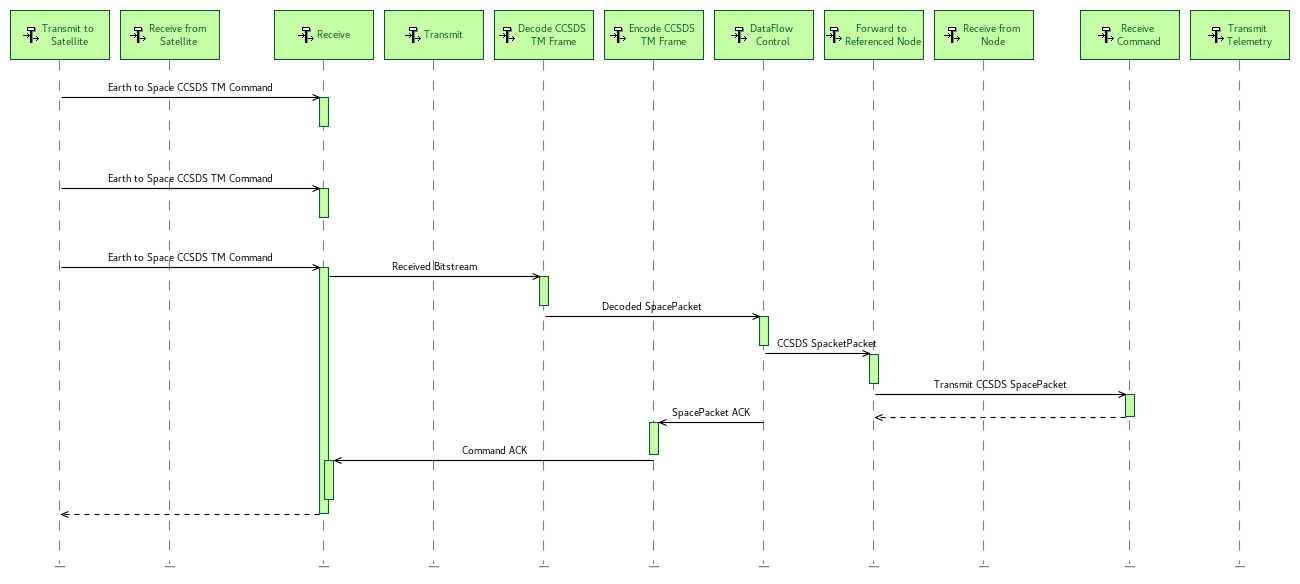 Transmit to
Satellite
Receive from
Satellite
Receive
Transmit
Decode CCSDS
TM Frame
Encode CCSDS
TM Frame
DataFlow
Control
Forward to
Referenced Node
Receive from
Node
Receive
Command
Transmit
Telemetry
Earth to Space CCSDS TM Command
Earth to Space CCSDS TM Command
Earth to Space CCSDS TM Command
Received Bitstream
Decoded SpacePacket
CCSDS SpacketPacket
Transmit CCSDS SpacePacket
SpacePacket ACK
Command ACK